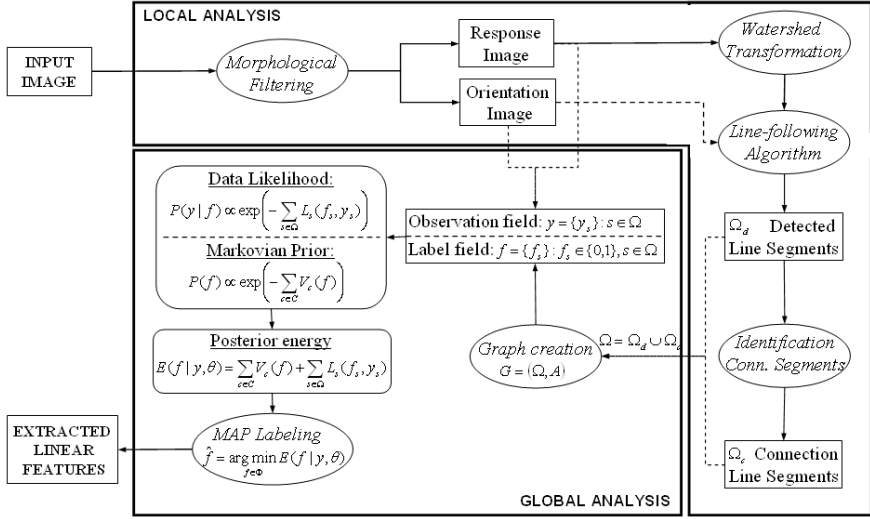 LOCAL ANALYSIS
INPUT
IMAGE
Morphological
Filtering
Response
Image
Orientation
Image
Watershed
Transformation
Line-following
Algorithm
Ω_d Detected
Line Segments
Identification
Conn. Segments
Ω_c Connection
Line Segments
Ω = Ω_d ∪ Ω_c
Graph creation
G = (Ω, A)
Observation field: y = {y_s} : s ∈ Ω
Label field: f = {f_s} : f_s ∈ {0,1}, s ∈ Ω
Data Likelihood:
P(y | f) ∝ exp(−∑_{s∈Ω} L_s(f_s, y_s))
Markovian Prior:
P(f) ∝ exp(−∑_{c∈C} V_c(f))
Posterior energy
E(f | y, θ) = ∑_{c∈C} V_c(f) + ∑_{s∈Ω} L_s(f_s, y_s)
MAP Labeling
f̂ = arg min_{f∈Φ} E(f | y, θ)
EXTRACTED
LINEAR
FEATURES
GLOBAL ANALYSIS